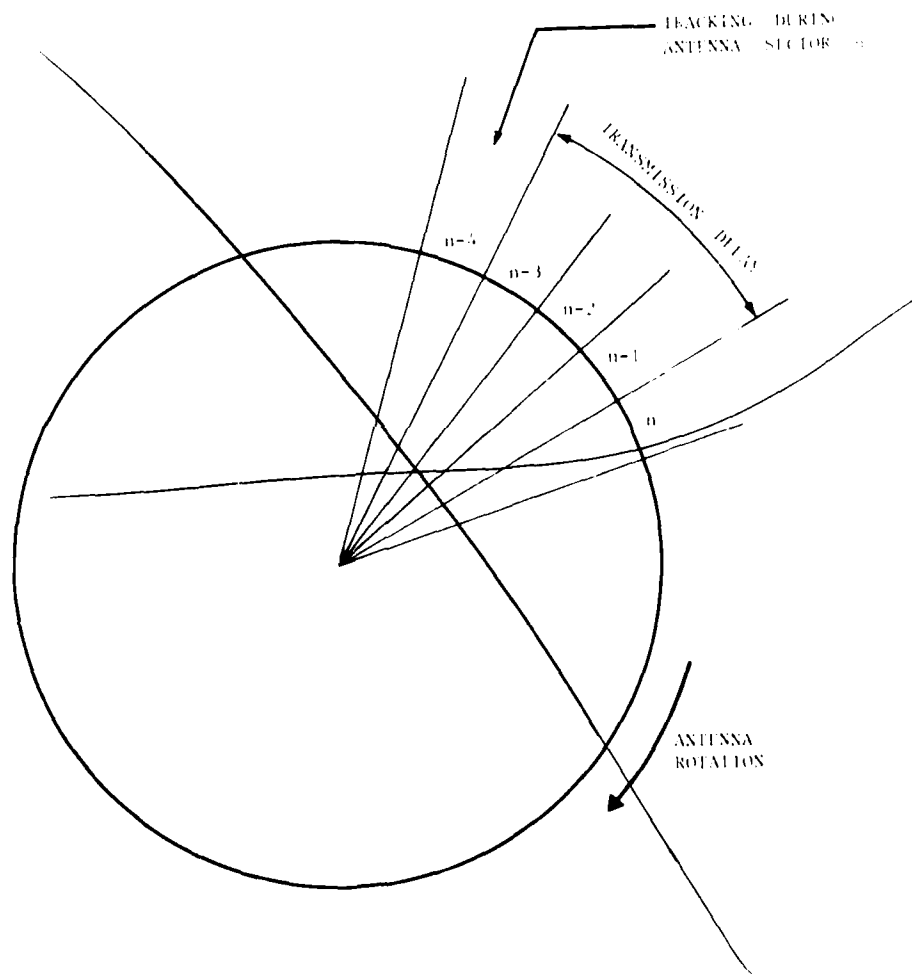 TRACKING DURING
ANTENNA SECTOR
TRANSMISSION DELAY
n-4
n-3
n-2
n-1
n
ANTENNA
ROTATION